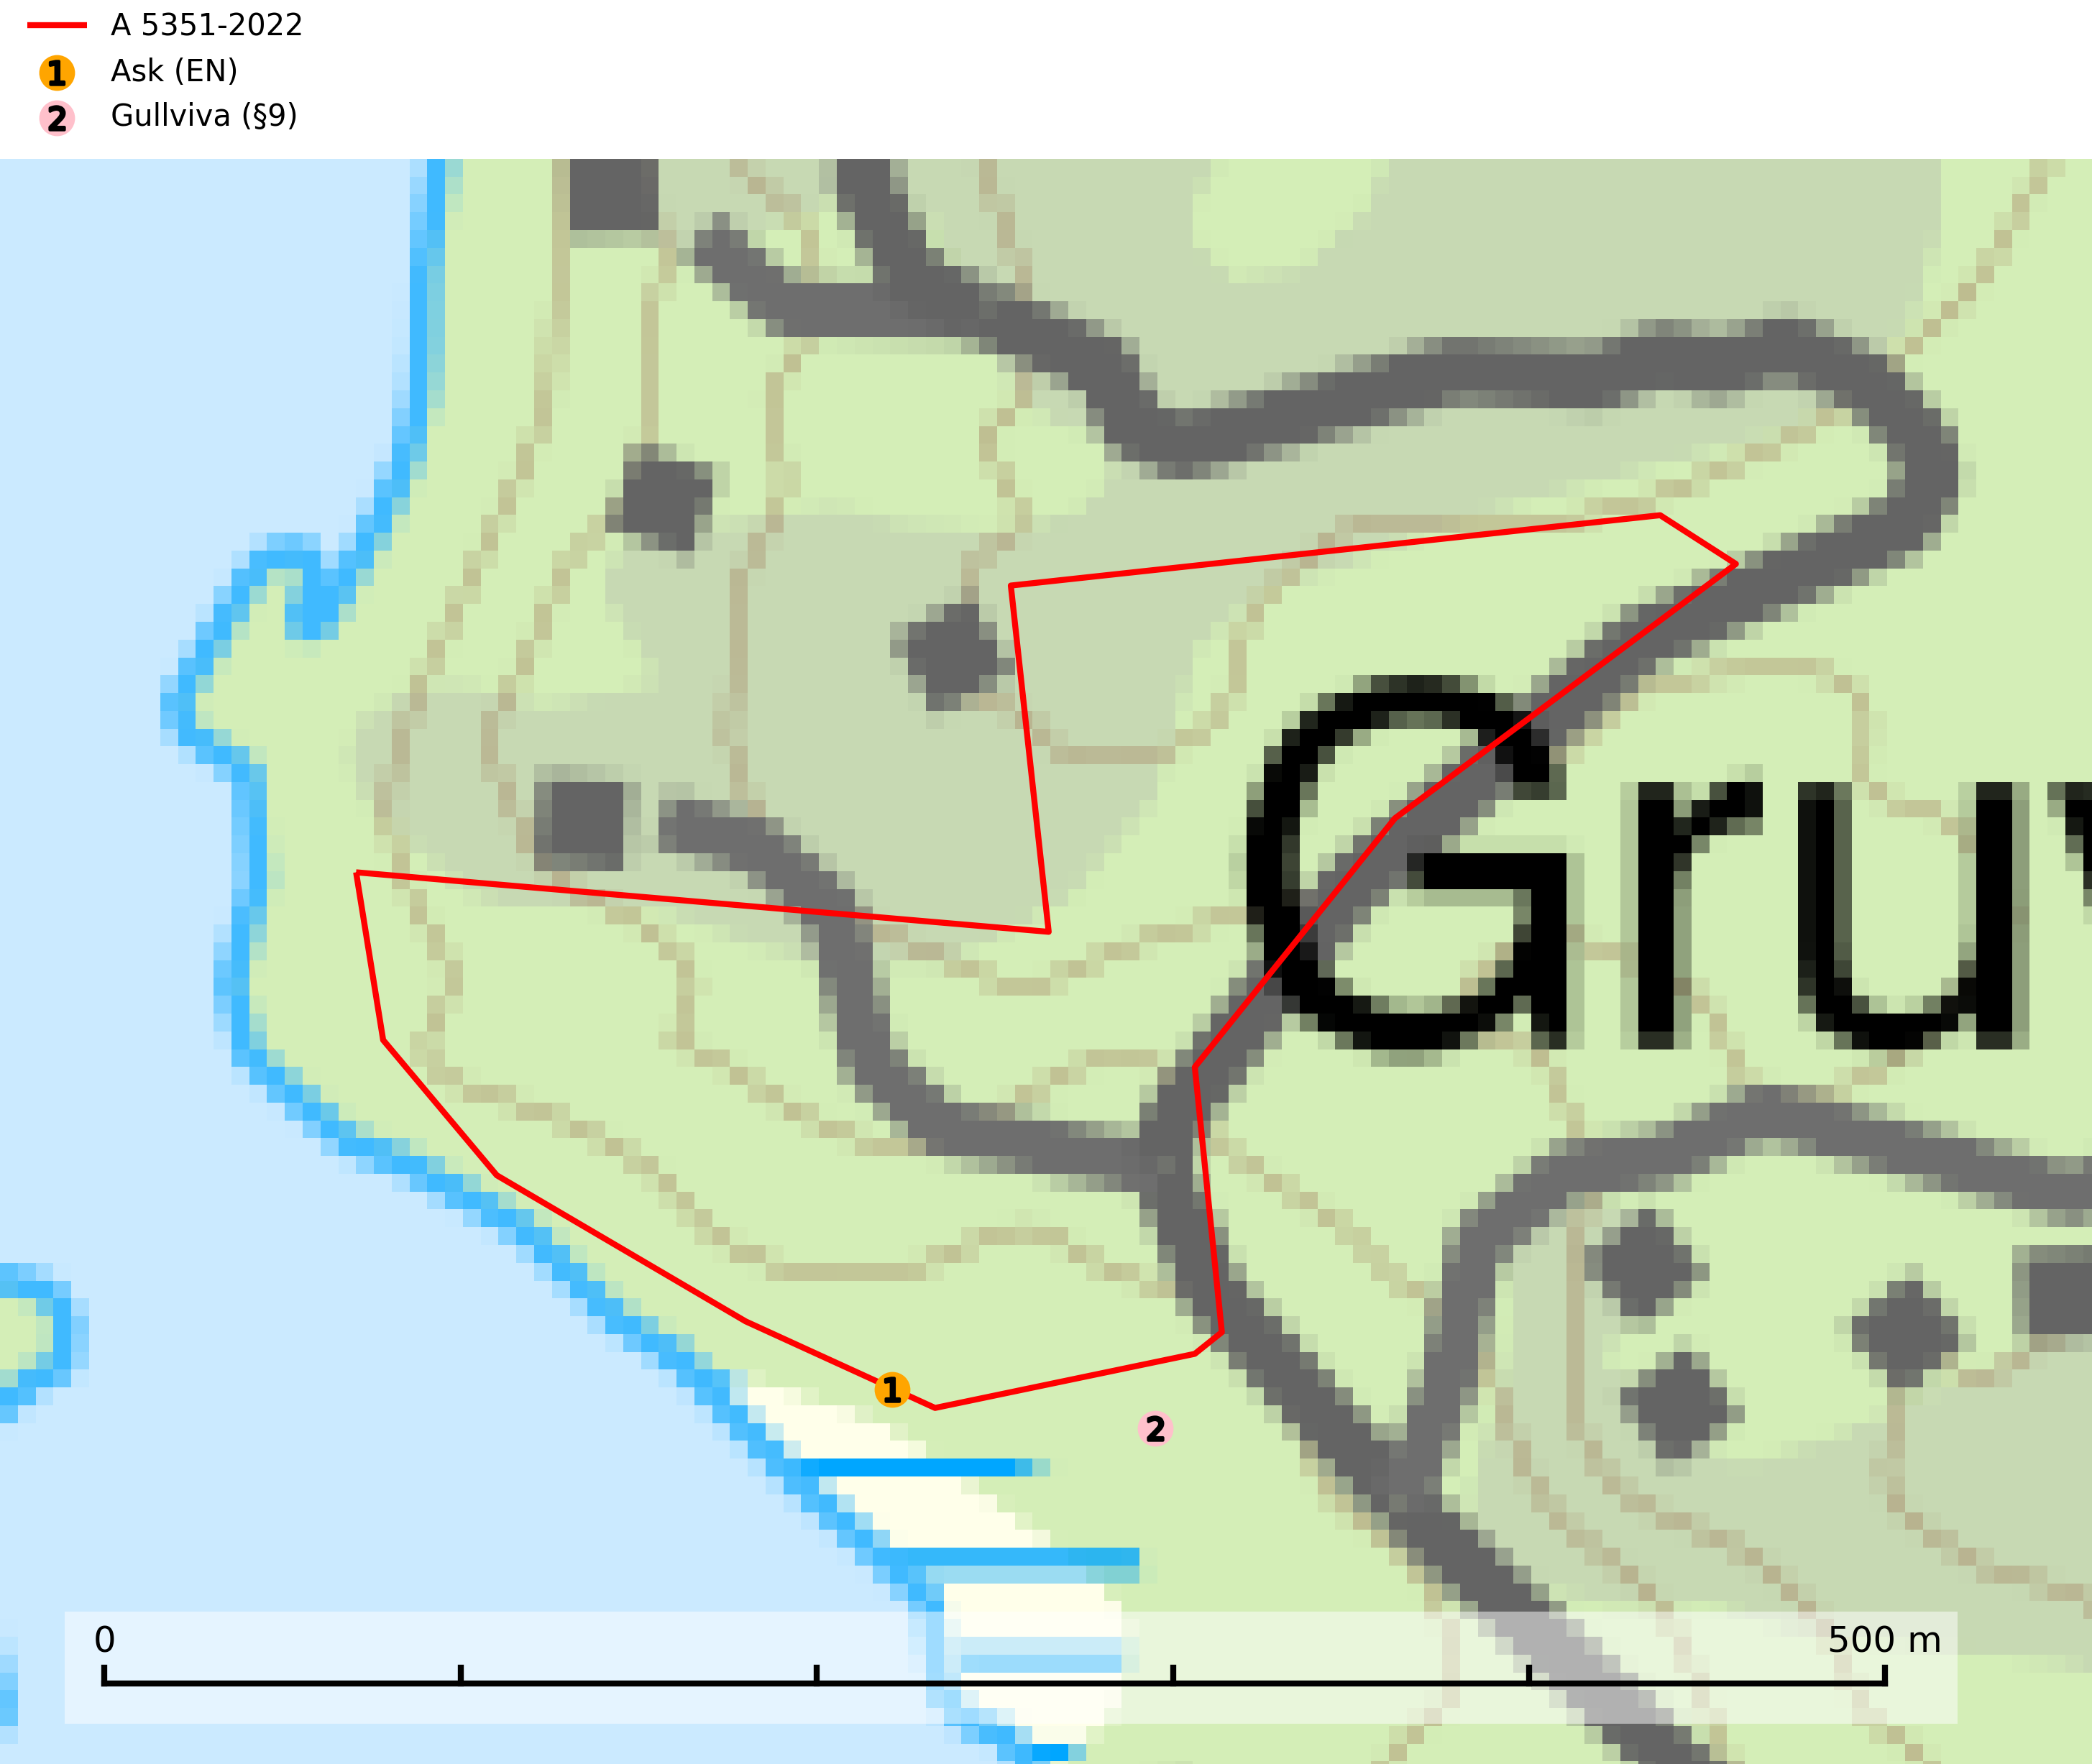 A 5351-2022
1 Ask (EN)
2 Gullviva (§9)
Gru
1
2
0 500 m